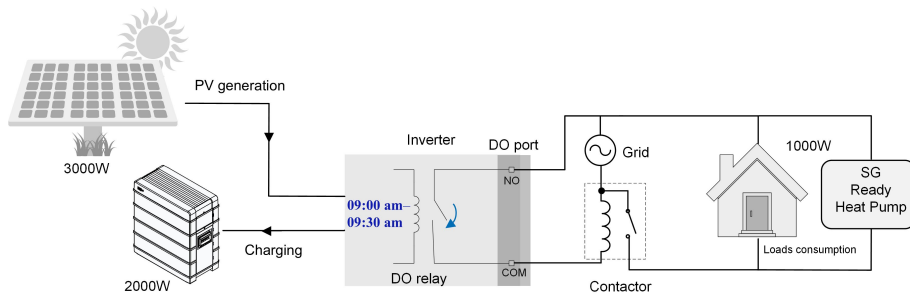 PV generation
3000W
2000W
Charging
Inverter
DO port
09:00 am–
09:30 am
NO
COM
DO relay
Grid
Contactor
1000W
Loads consumption
SG
Ready
Heat Pump